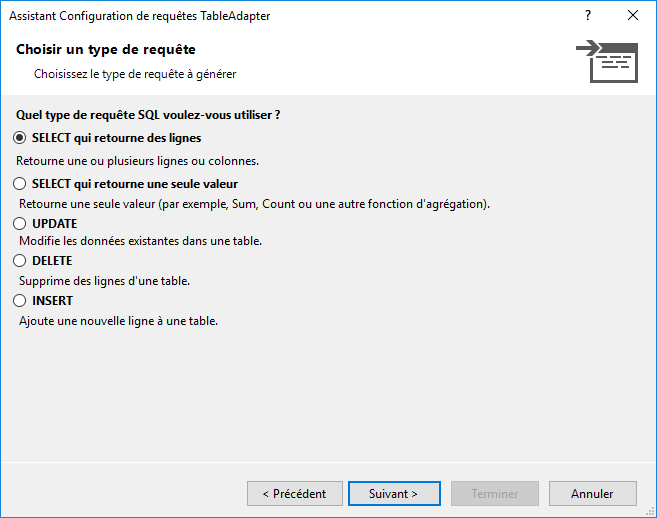 Assistant Configuration de requêtes TableAdapter
?
Choisir un type de requête
Choisissez le type de requête à générer
Quel type de requête SQL voulez-vous utiliser ?
SELECT qui retourne des lignes
Retourne une ou plusieurs lignes ou colonnes.
SELECT qui retourne une seule valeur
Retourne une seule valeur (par exemple, Sum, Count ou une autre fonction d'agrégation).
UPDATE
Modifie les données existantes dans une table.
DELETE
Supprime des lignes d'une table.
INSERT
Ajoute une nouvelle ligne à une table.
< Précédent
Suivant >
Terminer
Annuler